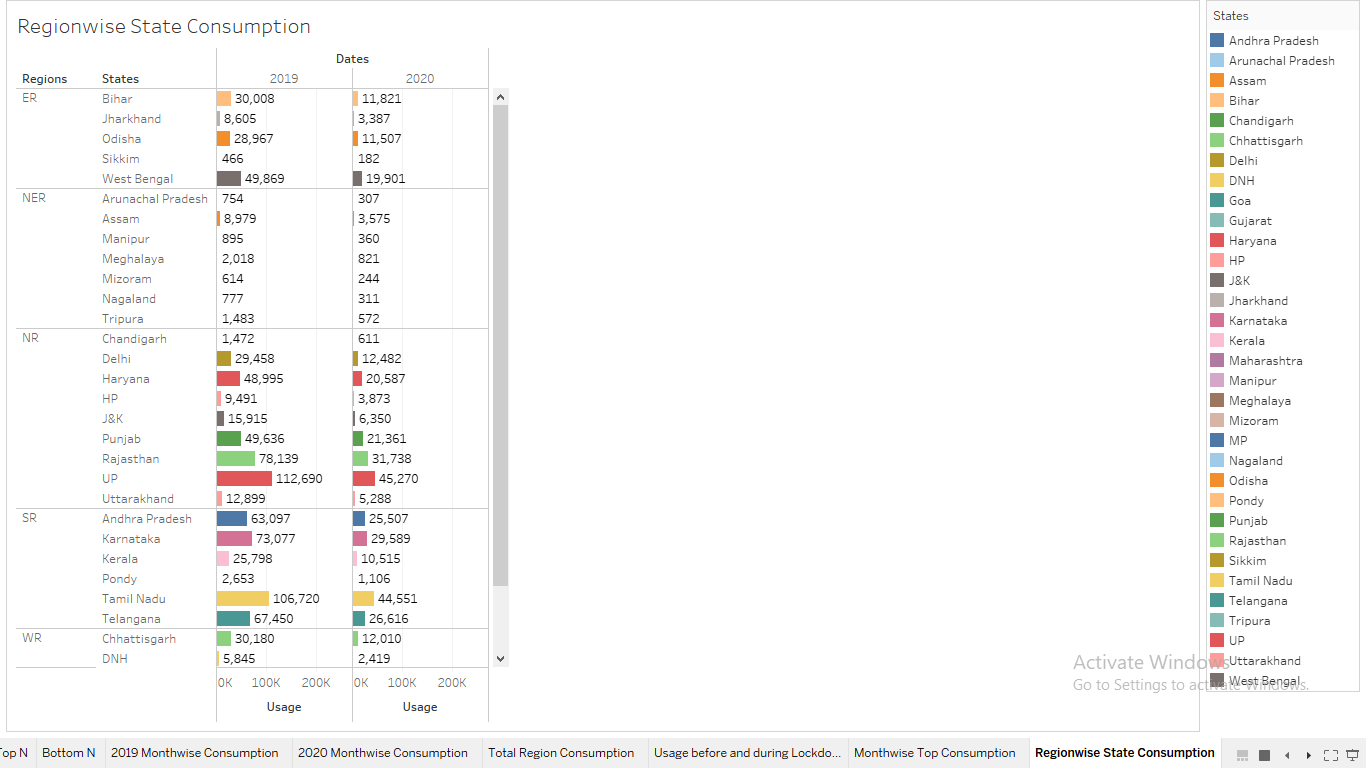 Regionwise State Consumption
Dates
Regions States 2019 2020
ER Bihar 30,008 11,821
Jharkhand 8,605 3,387
Odisha 28,967 11,507
Sikkim 466 182
West Bengal 49,869 19,901
NER Arunachal Pradesh 754 307
Assam 8,979 3,575
Manipur 895 360
Meghalaya 2,018 821
Mizoram 614 244
Nagaland 777 311
Tripura 1,483 572
NR Chandigarh 1,472 611
Delhi 29,458 12,482
Haryana 48,995 20,587
HP 9,491 3,873
J&K 15,915 6,350
Punjab 49,636 21,361
Rajasthan 78,139 31,738
UP 112,690 45,270
Uttarakhand 12,899 5,288
SR Andhra Pradesh 63,097 25,507
Karnataka 73,077 29,589
Kerala 25,798 10,515
Pondy 2,653 1,106
Tamil Nadu 106,720 44,551
Telangana 67,450 26,616
WR Chhattisgarh 30,180 12,010
DNH 5,845 2,419
0K 100K 200K 0K 100K 200K
Usage Usage
States
Andhra Pradesh
Arunachal Pradesh
Assam
Bihar
Chandigarh
Chhattisgarh
Delhi
DNH
Goa
Gujarat
Haryana
HP
J&K
Jharkhand
Karnataka
Kerala
Maharashtra
Manipur
Meghalaya
Mizoram
MP
Nagaland
Odisha
Pondy
Punjab
Rajasthan
Sikkim
Tamil Nadu
Telangana
Tripura
UP
Uttarakhand
West Bengal
Activate Windows
Go to Settings to activate Windows.
Top N Bottom N 2019 Monthwise Consumption 2020 Monthwise Consumption Total Region Consumption Usage before and during Lockdo... Monthwise Top Consumption Regionwise State Consumption